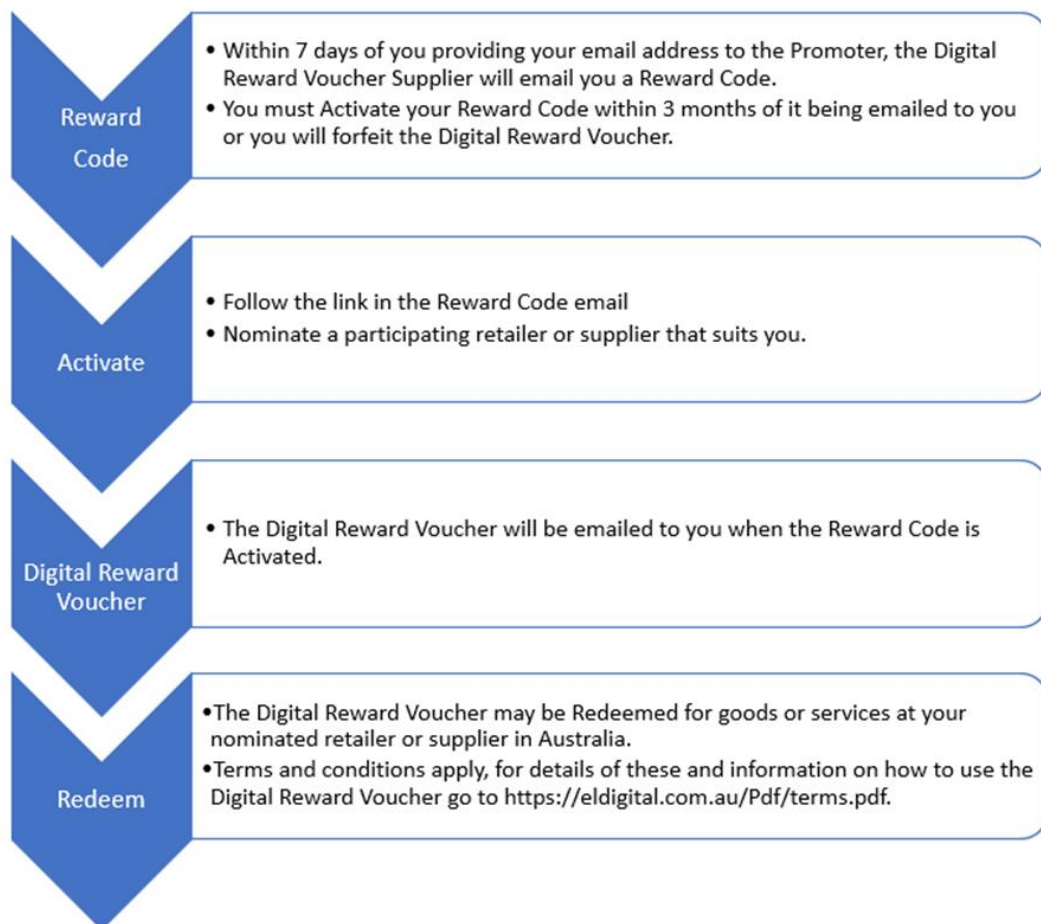 Reward
Code
• Within 7 days of you providing your email address to the Promoter, the Digital
Reward Voucher Supplier will email you a Reward Code.
• You must Activate your Reward Code within 3 months of it being emailed to you
or you will forfeit the Digital Reward Voucher.
Activate
• Follow the link in the Reward Code email
• Nominate a participating retailer or supplier that suits you.
Digital Reward
Voucher
• The Digital Reward Voucher will be emailed to you when the Reward Code is
Activated.
Redeem
•The Digital Reward Voucher may be Redeemed for goods or services at your
nominated retailer or supplier in Australia.
•Terms and conditions apply, for details of these and information on how to use the
Digital Reward Voucher go to https://eldigital.com.au/Pdf/terms.pdf.